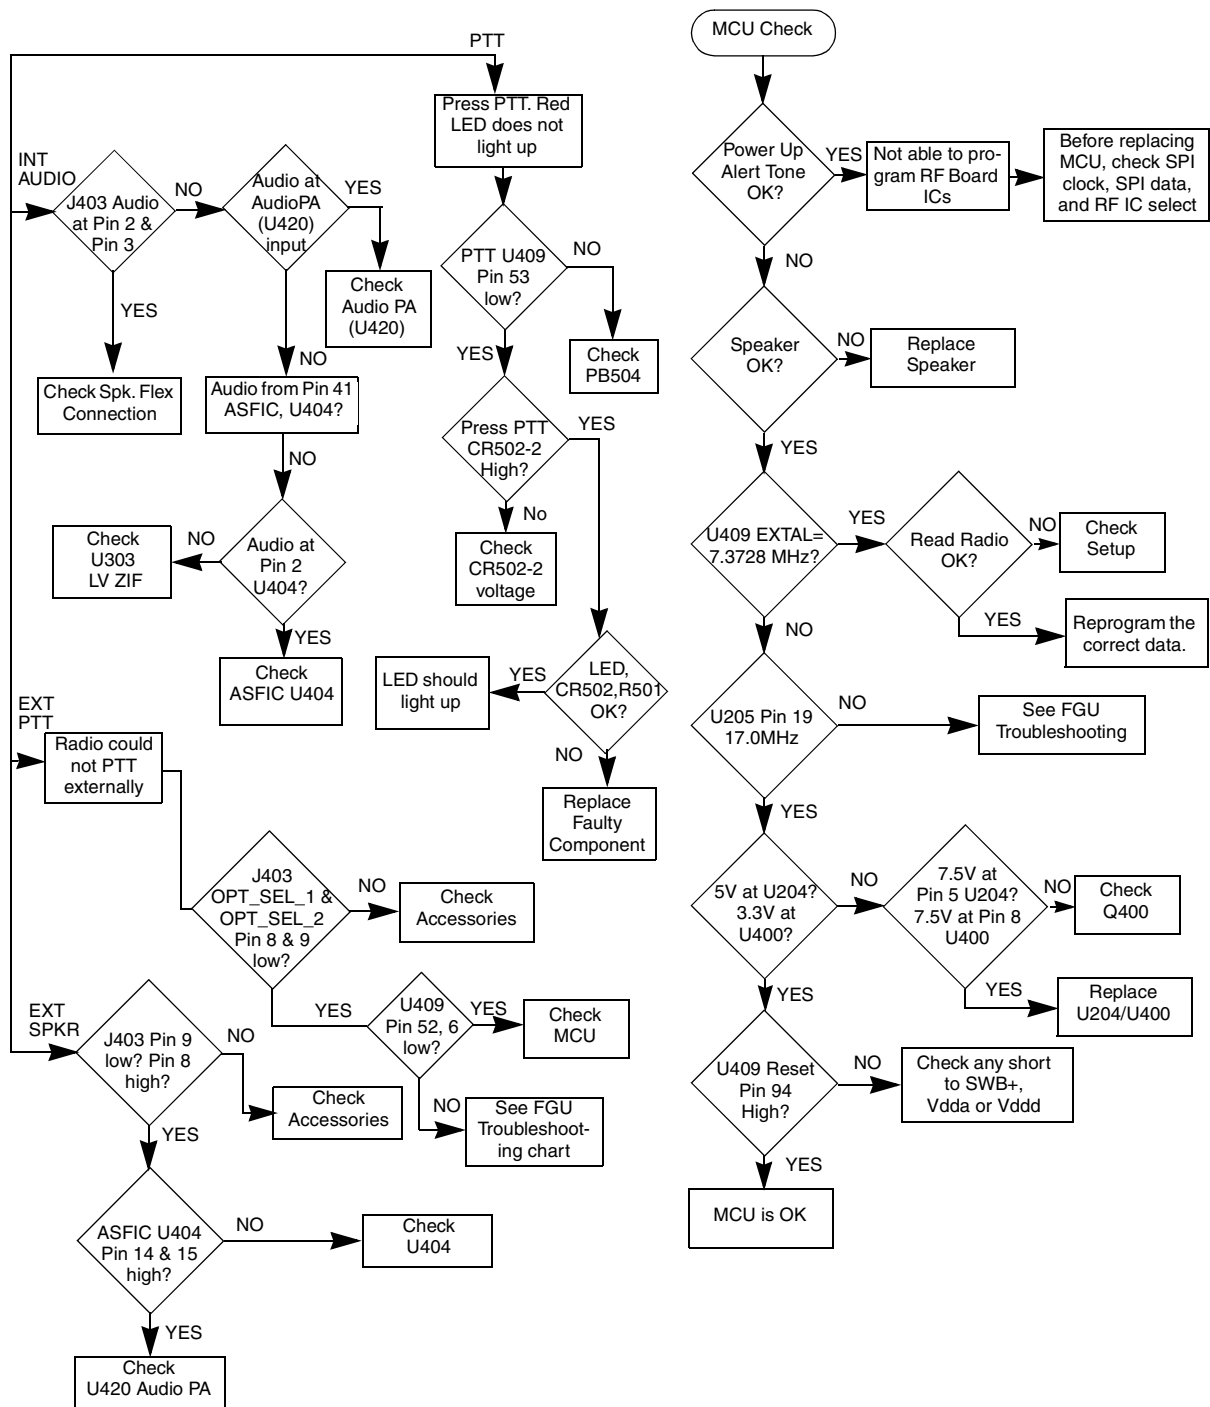 PTT
Press PTT. Red
LED does not
light up
INT
AUDIO
J403 Audio
at Pin 2 &
Pin 3
NO
Audio at
AudioPA
(U420)
input
YES
Check
Audio PA
(U420)
YES
Check Spk. Flex
Connection
NO
Audio from Pin 41
ASFIC, U404?
NO
Audio at
Pin 2
U404?
NO
Check
U303
LV ZIF
YES
Check
ASFIC U404
PTT U409
Pin 53
low?
NO
Check
PB504
YES
Press PTT
CR502-2
High?
YES
No
Check
CR502-2
voltage
LED,
CR502,R501
OK?
YES
LED should
light up
NO
Replace
Faulty
Component
EXT
PTT
Radio could
not PTT
externally
J403
OPT_SEL_1 &
OPT_SEL_2
Pin 8 & 9
low?
NO
Check
Accessories
YES
U409
Pin 52, 6
low?
YES
Check
MCU
NO
See FGU
Troubleshoot-
ing chart
EXT
SPKR
J403 Pin 9
low? Pin 8
high?
NO
Check
Accessories
YES
ASFIC U404
Pin 14 & 15
high?
NO
Check
U404
YES
Check
U420 Audio PA
MCU Check
Power Up
Alert Tone
OK?
YES
Not able to pro-
gram RF Board
ICs
Before replacing
MCU, check SPI
clock, SPI data,
and RF IC select
NO
Speaker
OK?
NO
Replace
Speaker
YES
U409 EXTAL=
7.3728 MHz?
YES
Read Radio
OK?
NO
Check
Setup
YES
Reprogram the
correct data.
NO
U205 Pin 19
17.0MHz
NO
See FGU
Troubleshooting
YES
5V at U204?
3.3V at
U400?
NO
7.5V at
Pin 5 U204?
7.5V at Pin 8
U400
NO
Check
Q400
YES
Replace
U204/U400
YES
U409 Reset
Pin 94
High?
NO
Check any short
to SWB+,
Vdda or Vddd
YES
MCU is OK